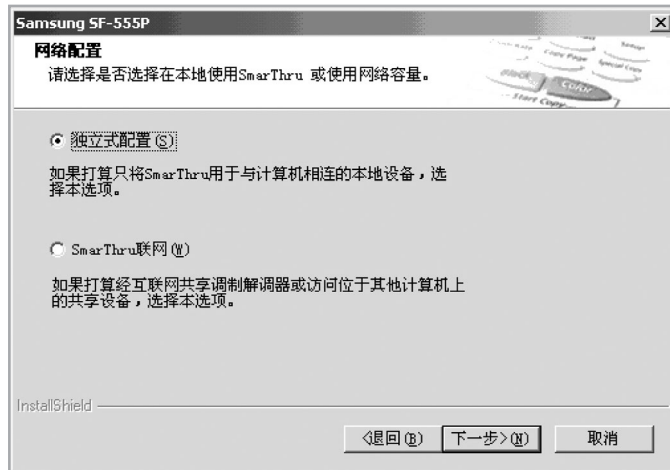 Samsung SF-555P
网络配置
请选择是否选择在本地使用SmarThru 或使用网络容量。
独立式配置(S)
如果打算只将SmarThru用于与计算机相连的本地设备，选
择本选项。
SmarThru联网(W)
如果打算经互联网共享调制解调器或访问位于其他计算机上
的共享设备，选择本选项。
InstallShield
<退回(B) 下一步>(N) 取消